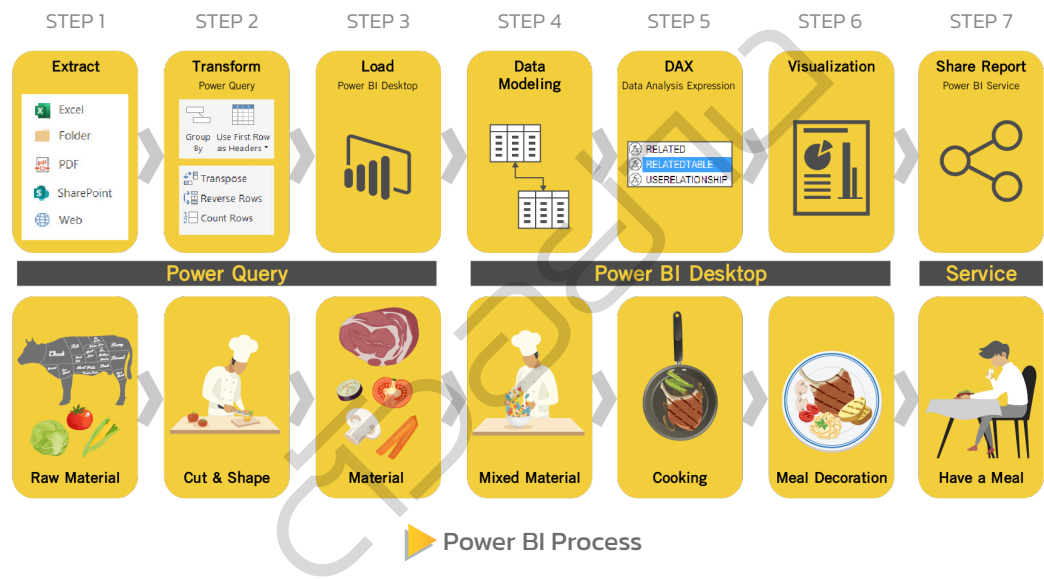 STEP 1
STEP 2
STEP 3
STEP 4
STEP 5
STEP 6
STEP 7
Extract
Excel
Folder
PDF
SharePoint
Web
Transform
Power Query
Group By
Use First Row as Headers
Transpose
Reverse Rows
Count Rows
Load
Power BI Desktop
Data
Modeling
DAX
Data Analysis Expression
RELATED
RELATEDTABLE
USERELATIONSHIP
Visualization
Share Report
Power BI Service
Power Query
Power BI Desktop
Service
Chuck
Raw Material
Cut & Shape
Material
Mixed Material
Cooking
Meal Decoration
Have a Meal
Power BI Process